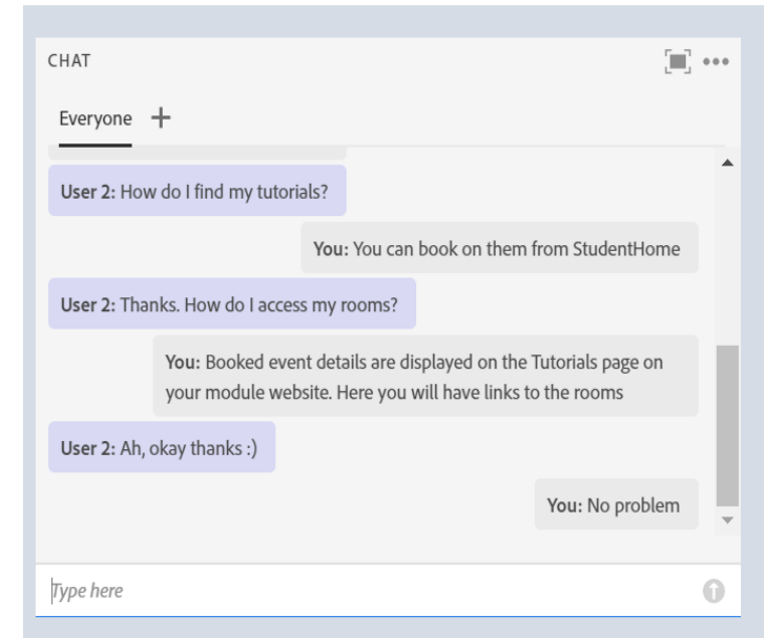 CHAT
Everyone +
User 2: How do I find my tutorials?
You: You can book on them from StudentHome
User 2: Thanks. How do I access my rooms?
You: Booked event details are displayed on the Tutorials page on
your module website. Here you will have links to the rooms
User 2: Ah, okay thanks :)
You: No problem
Type here